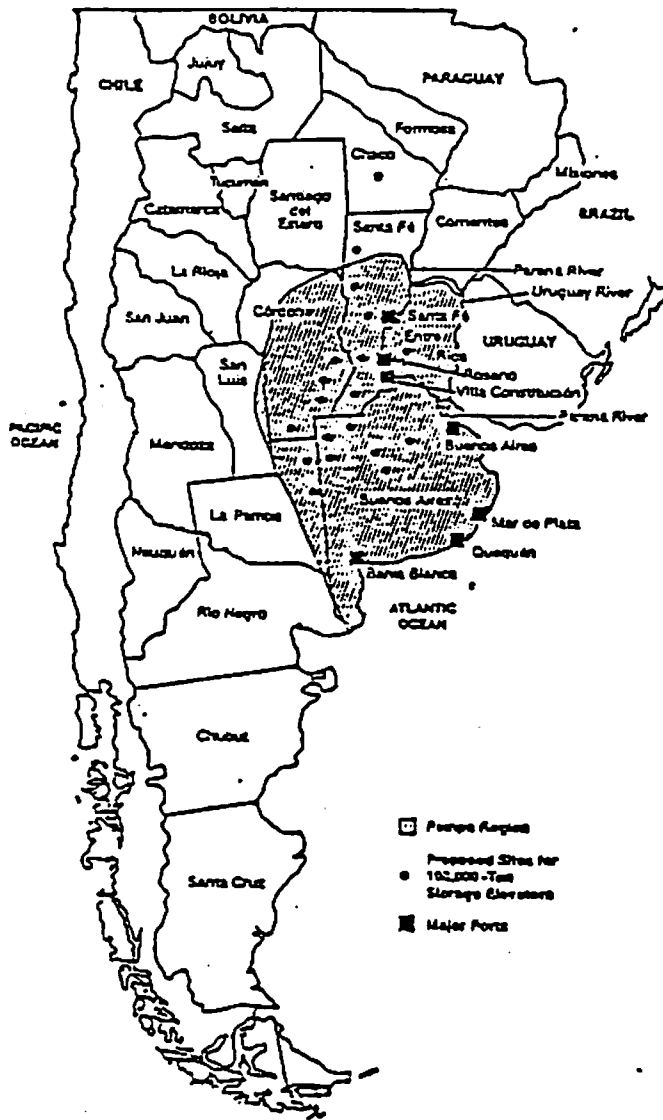 BOLIVIA
Jujuy
CHILE
PARAGUAY
Salta
Formosa
Chaco
Misiones
Tucumán
Santiago
del
Estero
Catamarca
Santa Fé
Corrientes
BRAZIL
La Rioja
Parana River
Uruguay River
Córdoba
Santa Fé
San Juan
Entre
Rios
URUGUAY
San
Luis
Rosario
Villa Constitución
PACIFIC
OCEAN
Parana River
Mendoza
Buenos Aires
Buenos Aires
La Pampa
Mar de Plata
Neuquén
Quequén
Bahia Blanca
Rio Negro
ATLANTIC
OCEAN
Chubut
Pampa Region
Santa Cruz
Proposed Sites for
-Ton
Storage Elevators
Major Ports